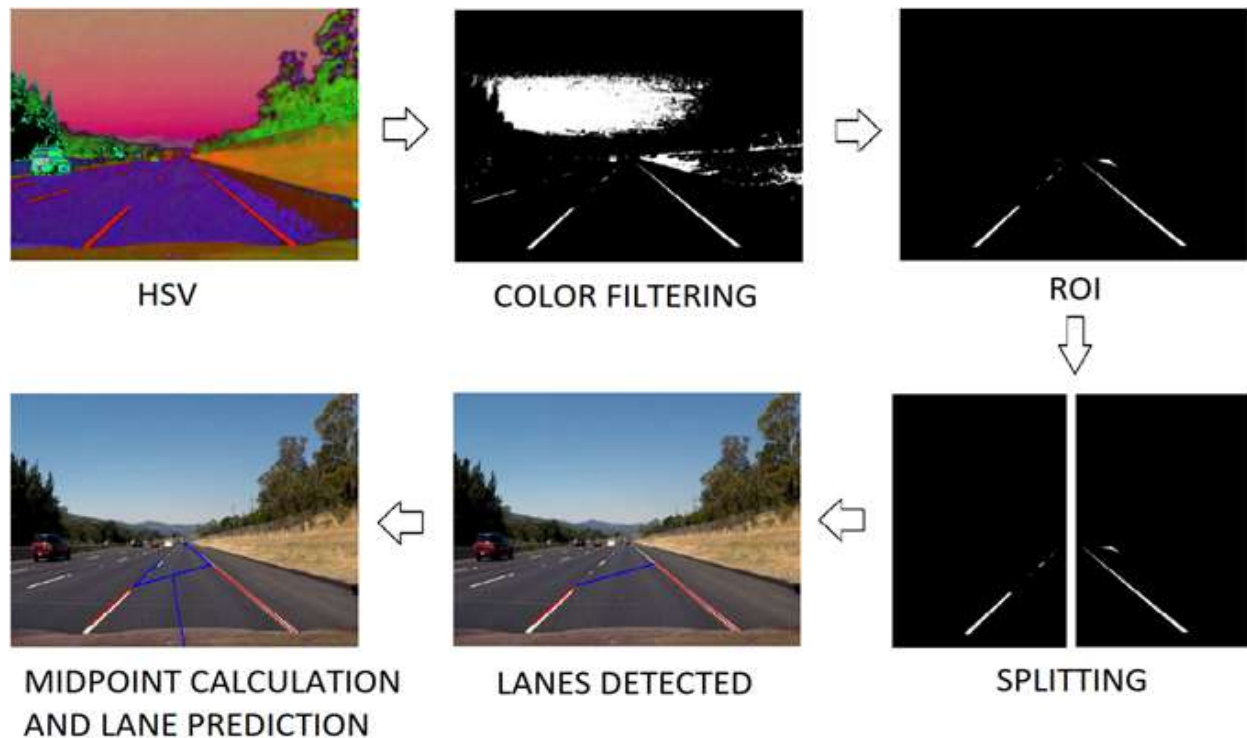 HSV
COLOR FILTERING
ROI
MIDPOINT CALCULATION
AND LANE PREDICTION
LANES DETECTED
SPLITTING